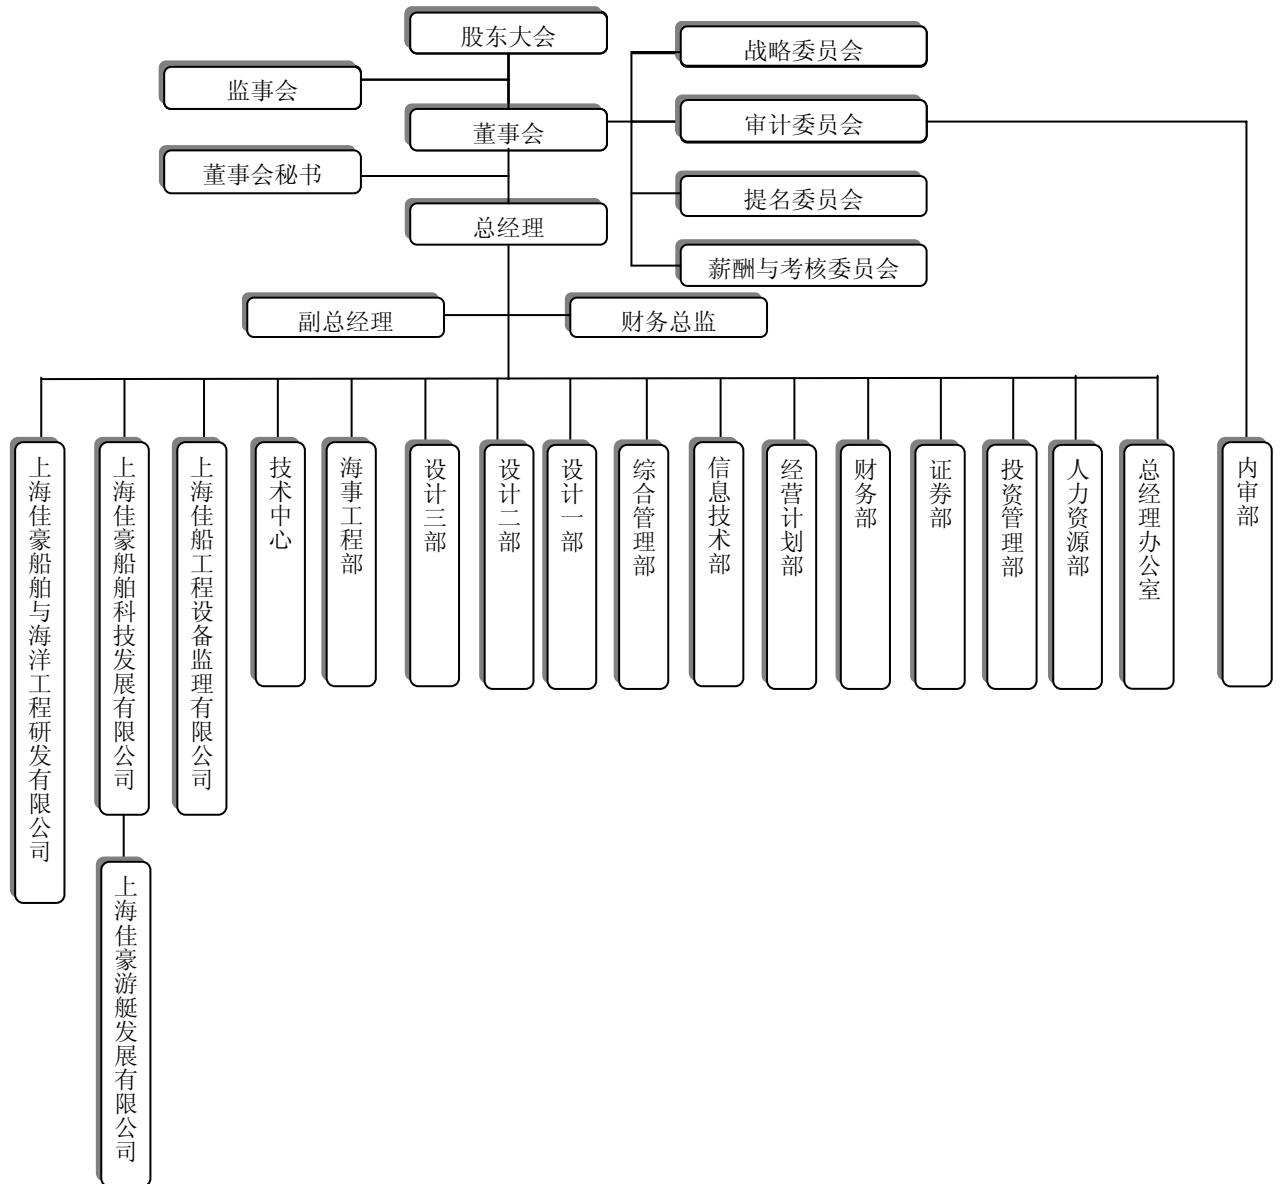 股东大会
战略委员会
监事会
董事会
审计委员会
董事会秘书
提名委员会
总经理
薪酬与考核委员会
副总经理
财务总监
上海佳豪船舶与海洋工程研发有限公司
上海佳豪船舶科技发展有限公司
上海佳船工程设备监理有限公司
技术中心
海事工程部
设计三部
设计二部
设计一部
综合管理部
信息技术部
经营计划部
财务部
证券部
投资管理部
人力资源部
总经理办公室
内审部
上海佳豪游艇发展有限公司